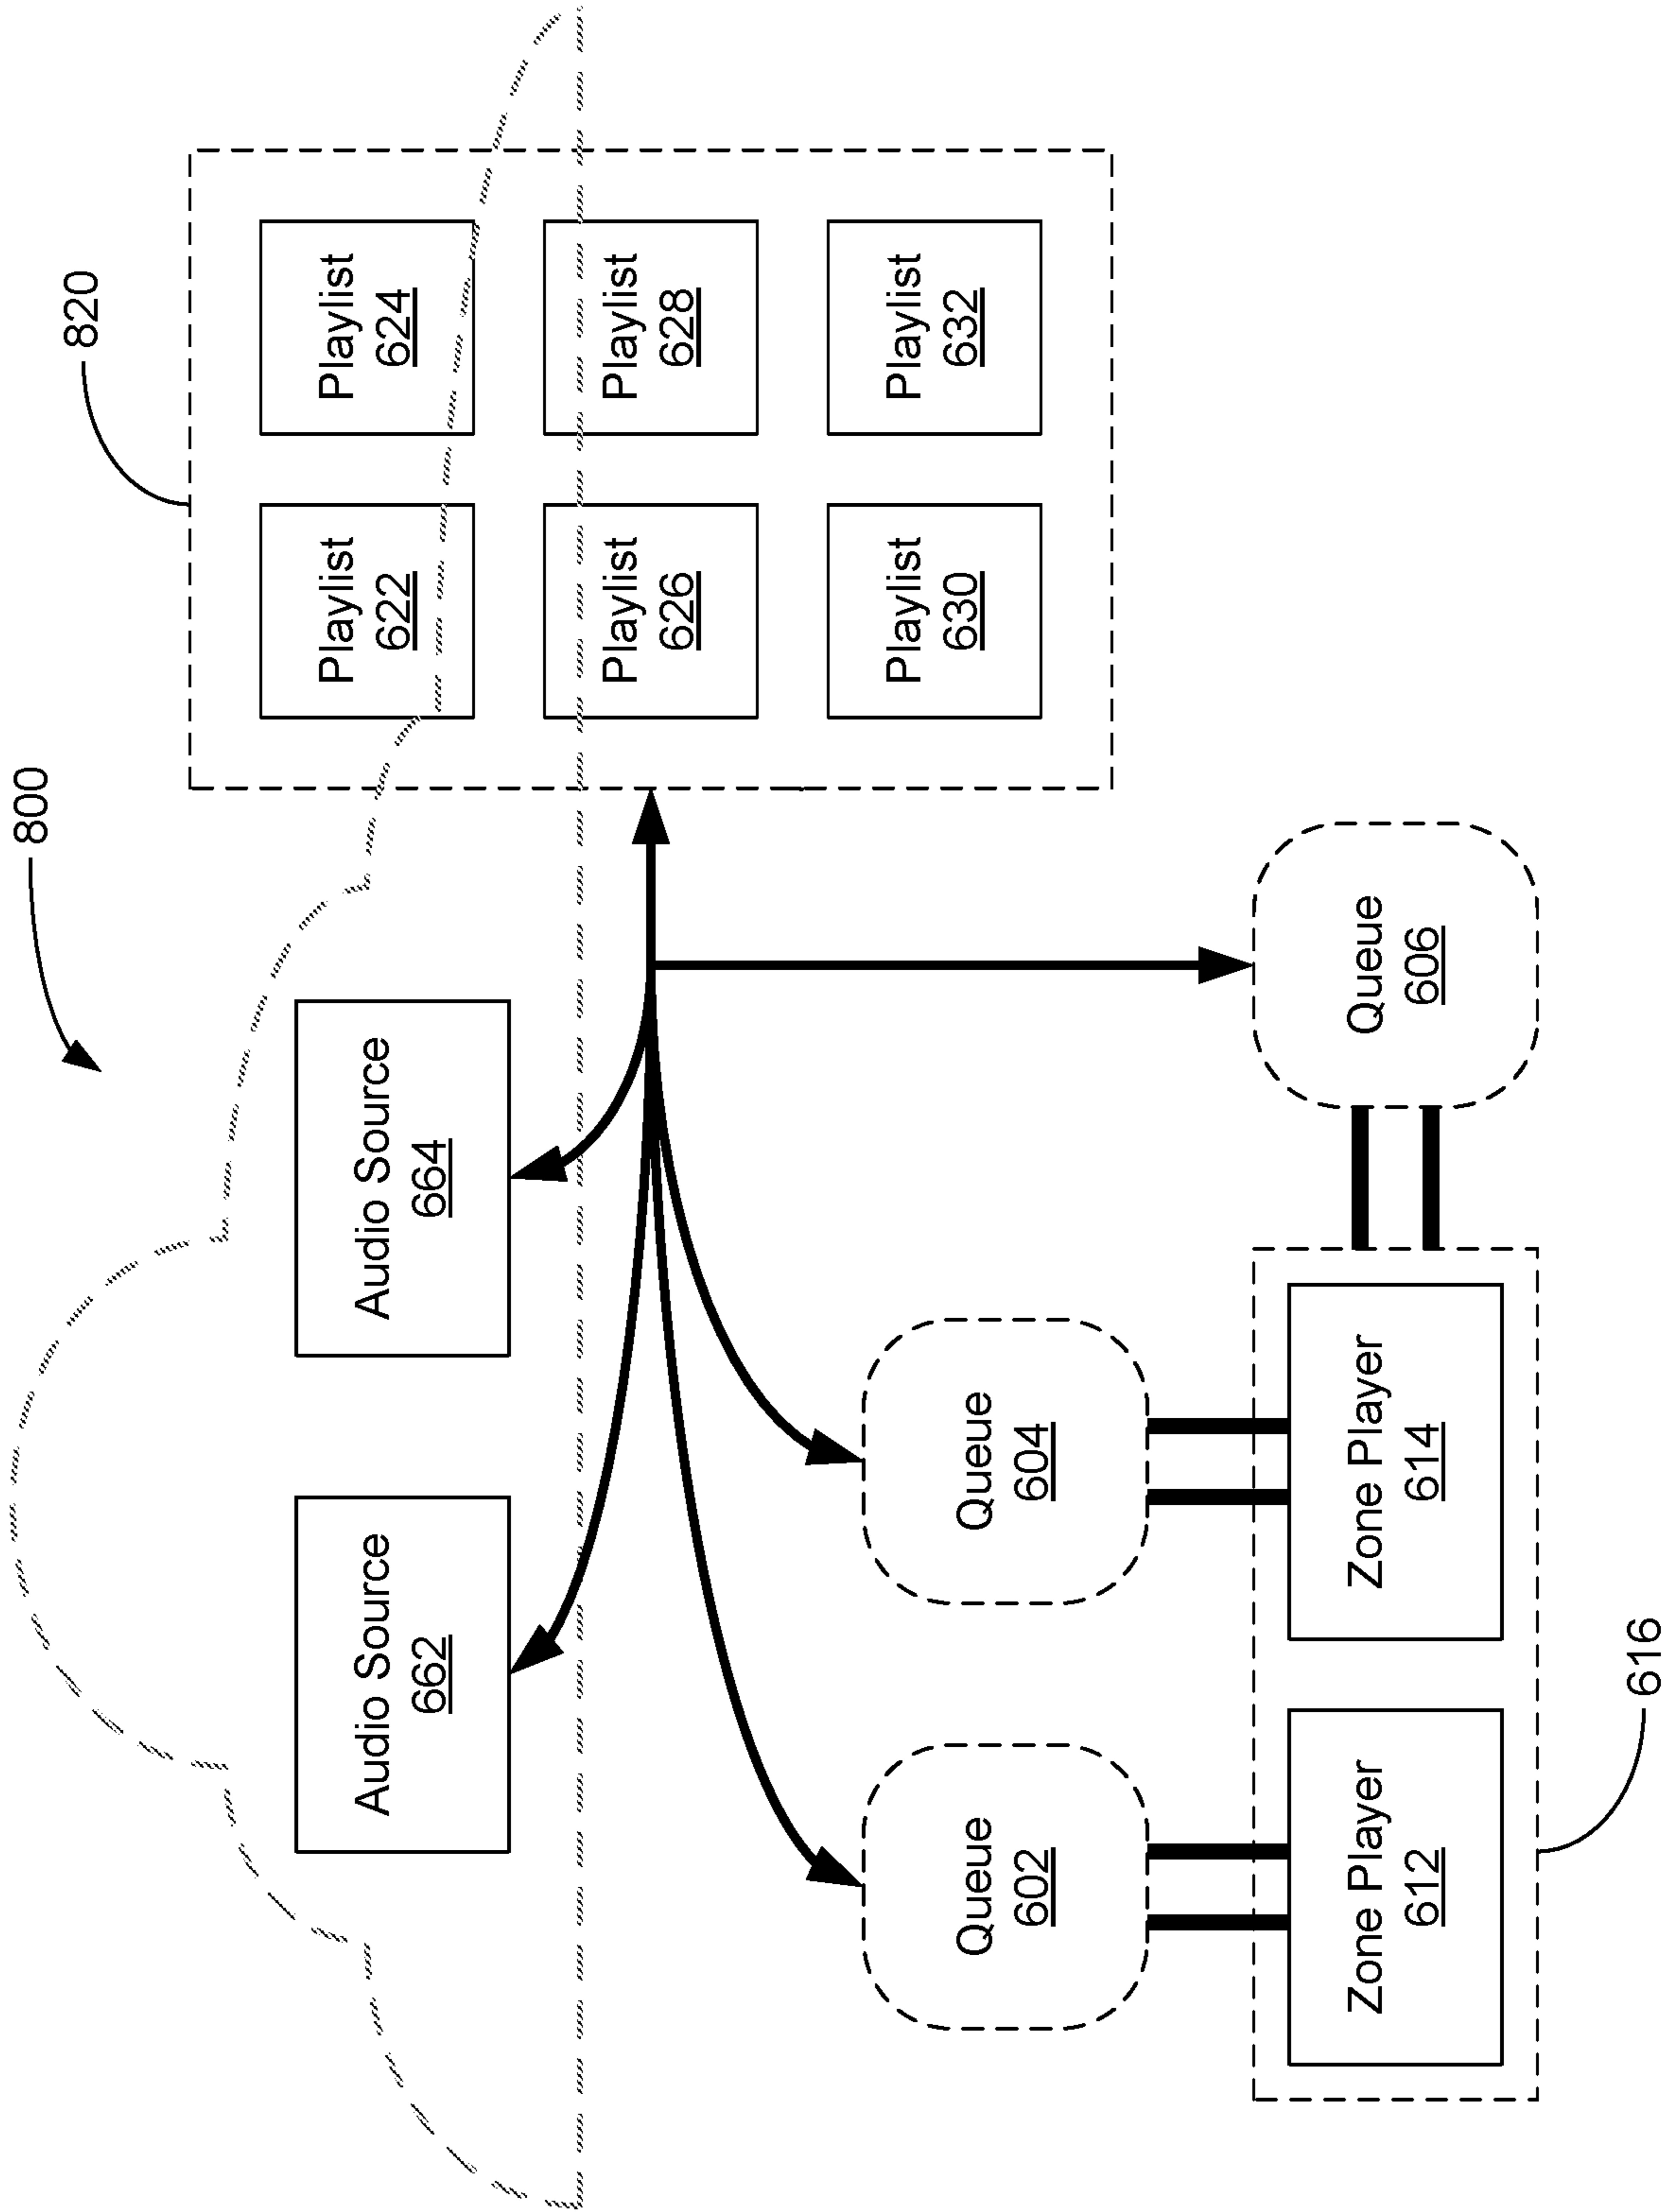 800
820
Audio Source
662
Audio Source
664
Playlist
622
Playlist
624
Playlist
626
Playlist
628
Playlist
630
Playlist
632
Queue
602
Queue
604
Queue
606
Zone Player
612
Zone Player
614
616